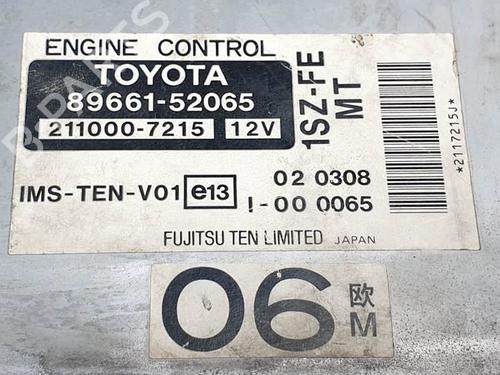 ENGINE CONTROL
TOYOTA
89661-52065
211000-7215 12V
1SZ-FE
MT
*2117215J*
IMS-TEN-V01 e13 02 0308
I-00 0065
FUJITSU TEN LIMITED JAPAN
06 欧
M
B-PARTS